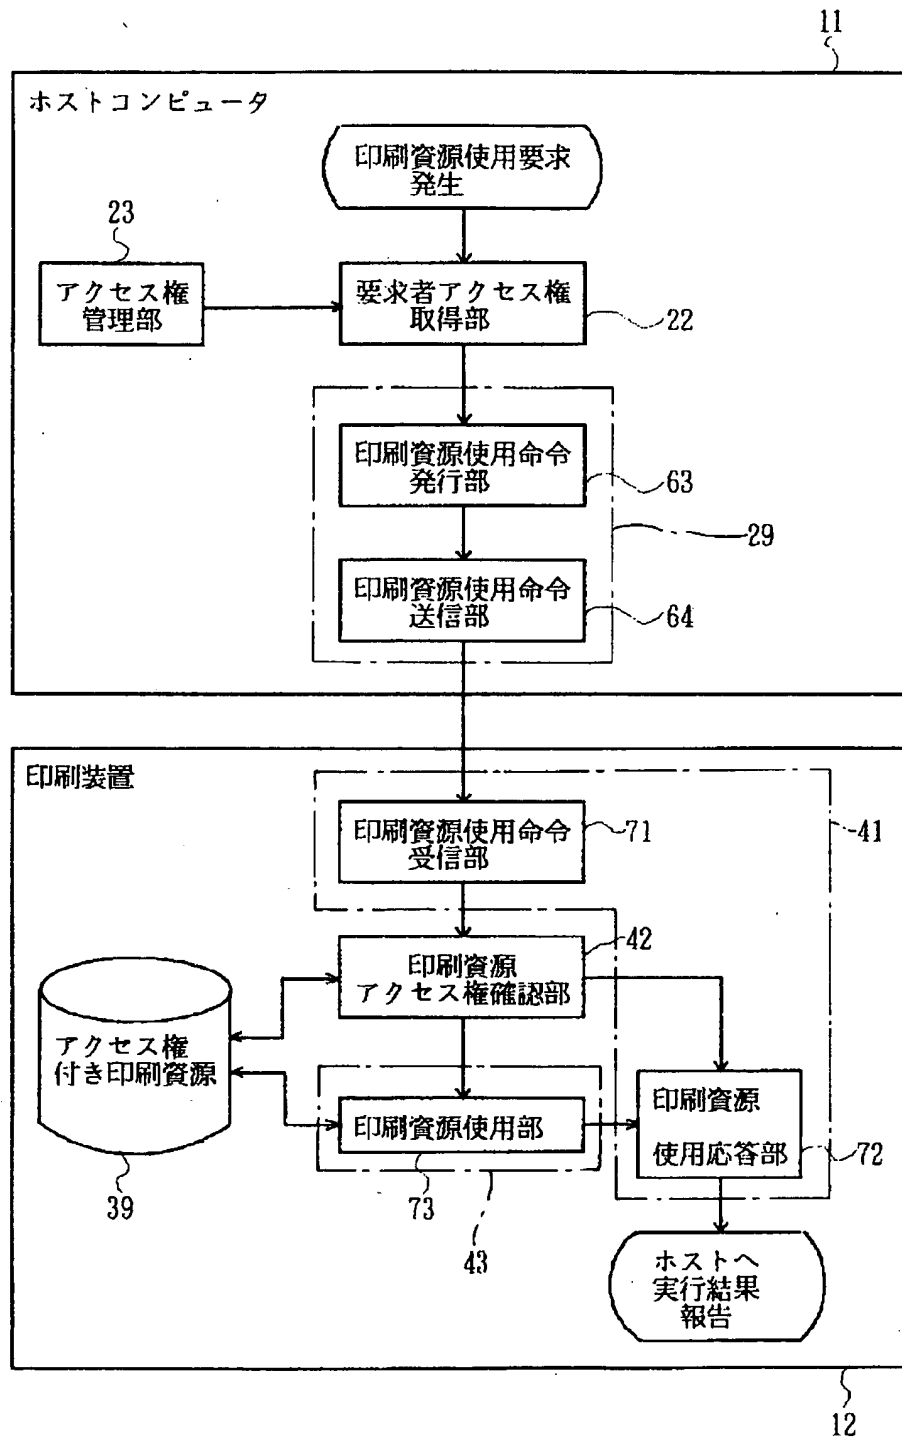 11
ホストコンピュータ
印刷資源使用要求
発生
23
アクセス権
管理部
要求者アクセス権
取得部
22
印刷資源使用命令
発行部
63
29
印刷資源使用命令
送信部
64
印刷装置
印刷資源使用命令
受信部
71
41
42
印刷資源
アクセス権確認部
アクセス権
付き印刷資源
39
印刷資源使用部
73
43
印刷資源
使用応答部
72
ホストへ
実行結果
報告
12